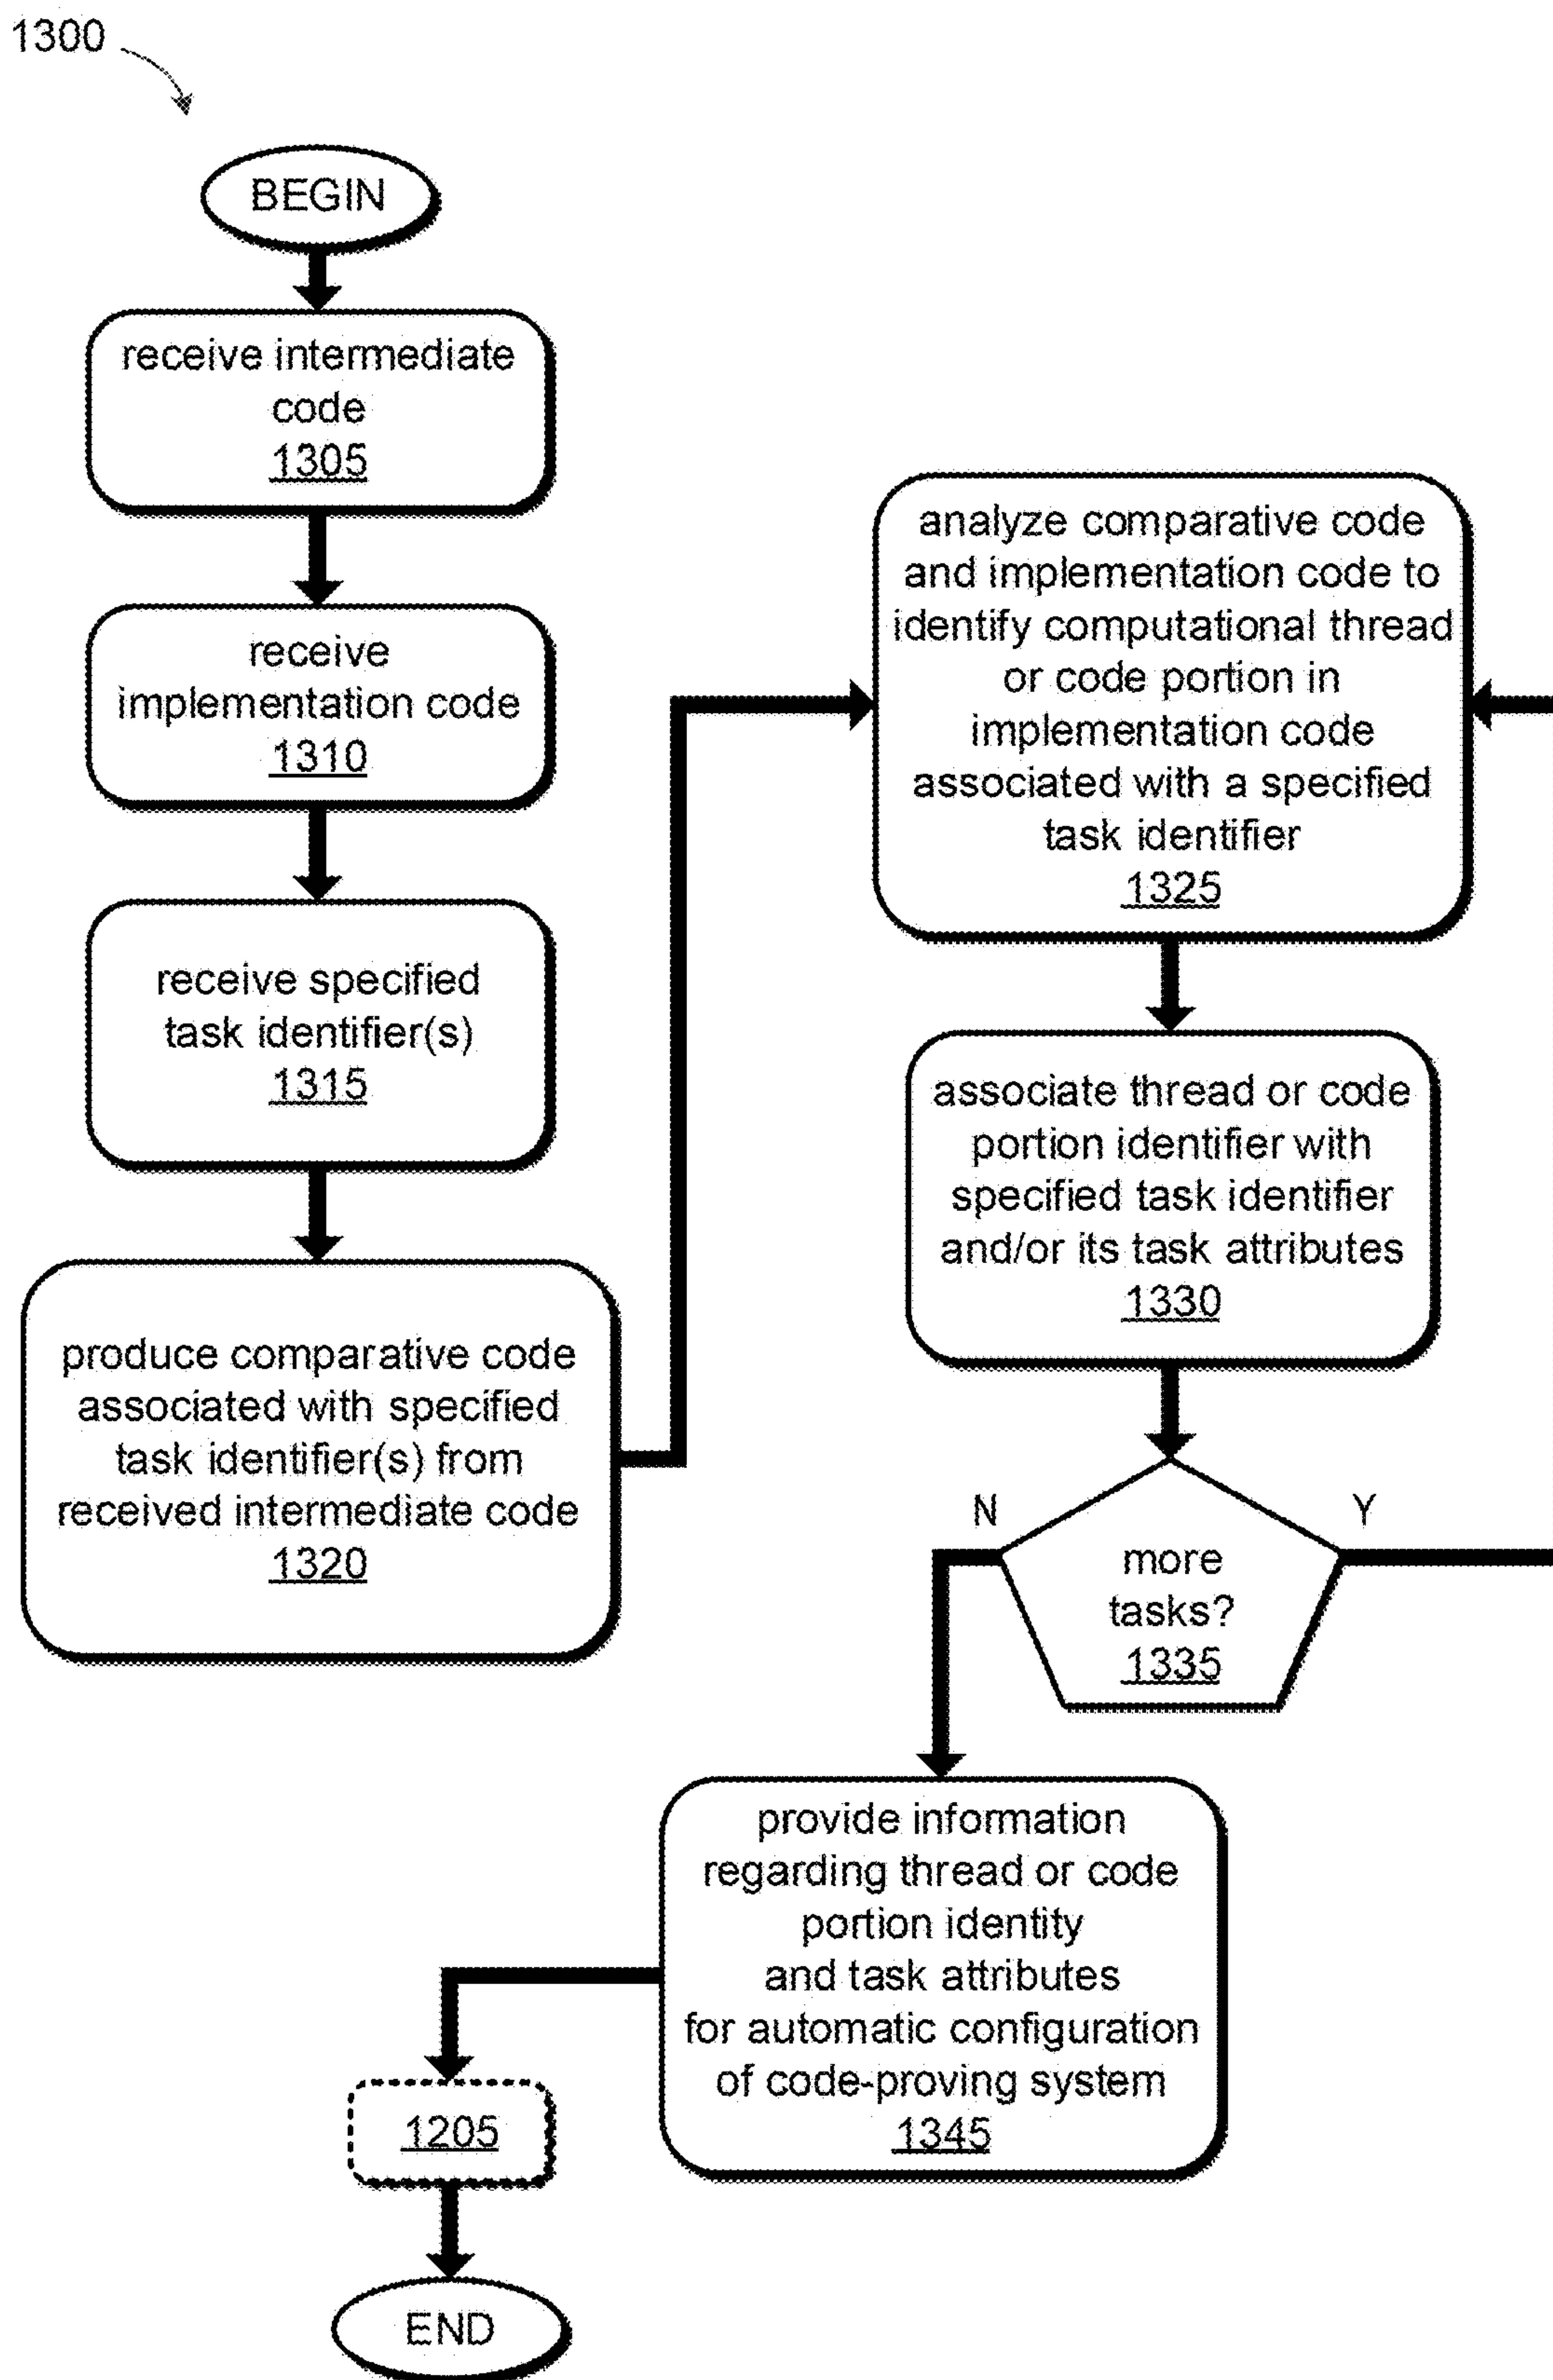 1300
BEGIN
receive intermediate
code
1305
receive
implementation code
1310
receive specified
task identifier(s)
1315
produce comparative code
associated with specified
task identifier(s) from
received intermediate code
1320
analyze comparative code
and implementation code to
identify computational thread
or code portion in
implementation code
associated with a specified
task identifier
1325
associate thread or code
portion identifier with
specified task identifier
and/or its task attributes
1330
N
Y
more
tasks?
1335
provide information
regarding thread or code
portion identity
and task attributes
for automatic configuration
of code-proving system
1345
1205
END